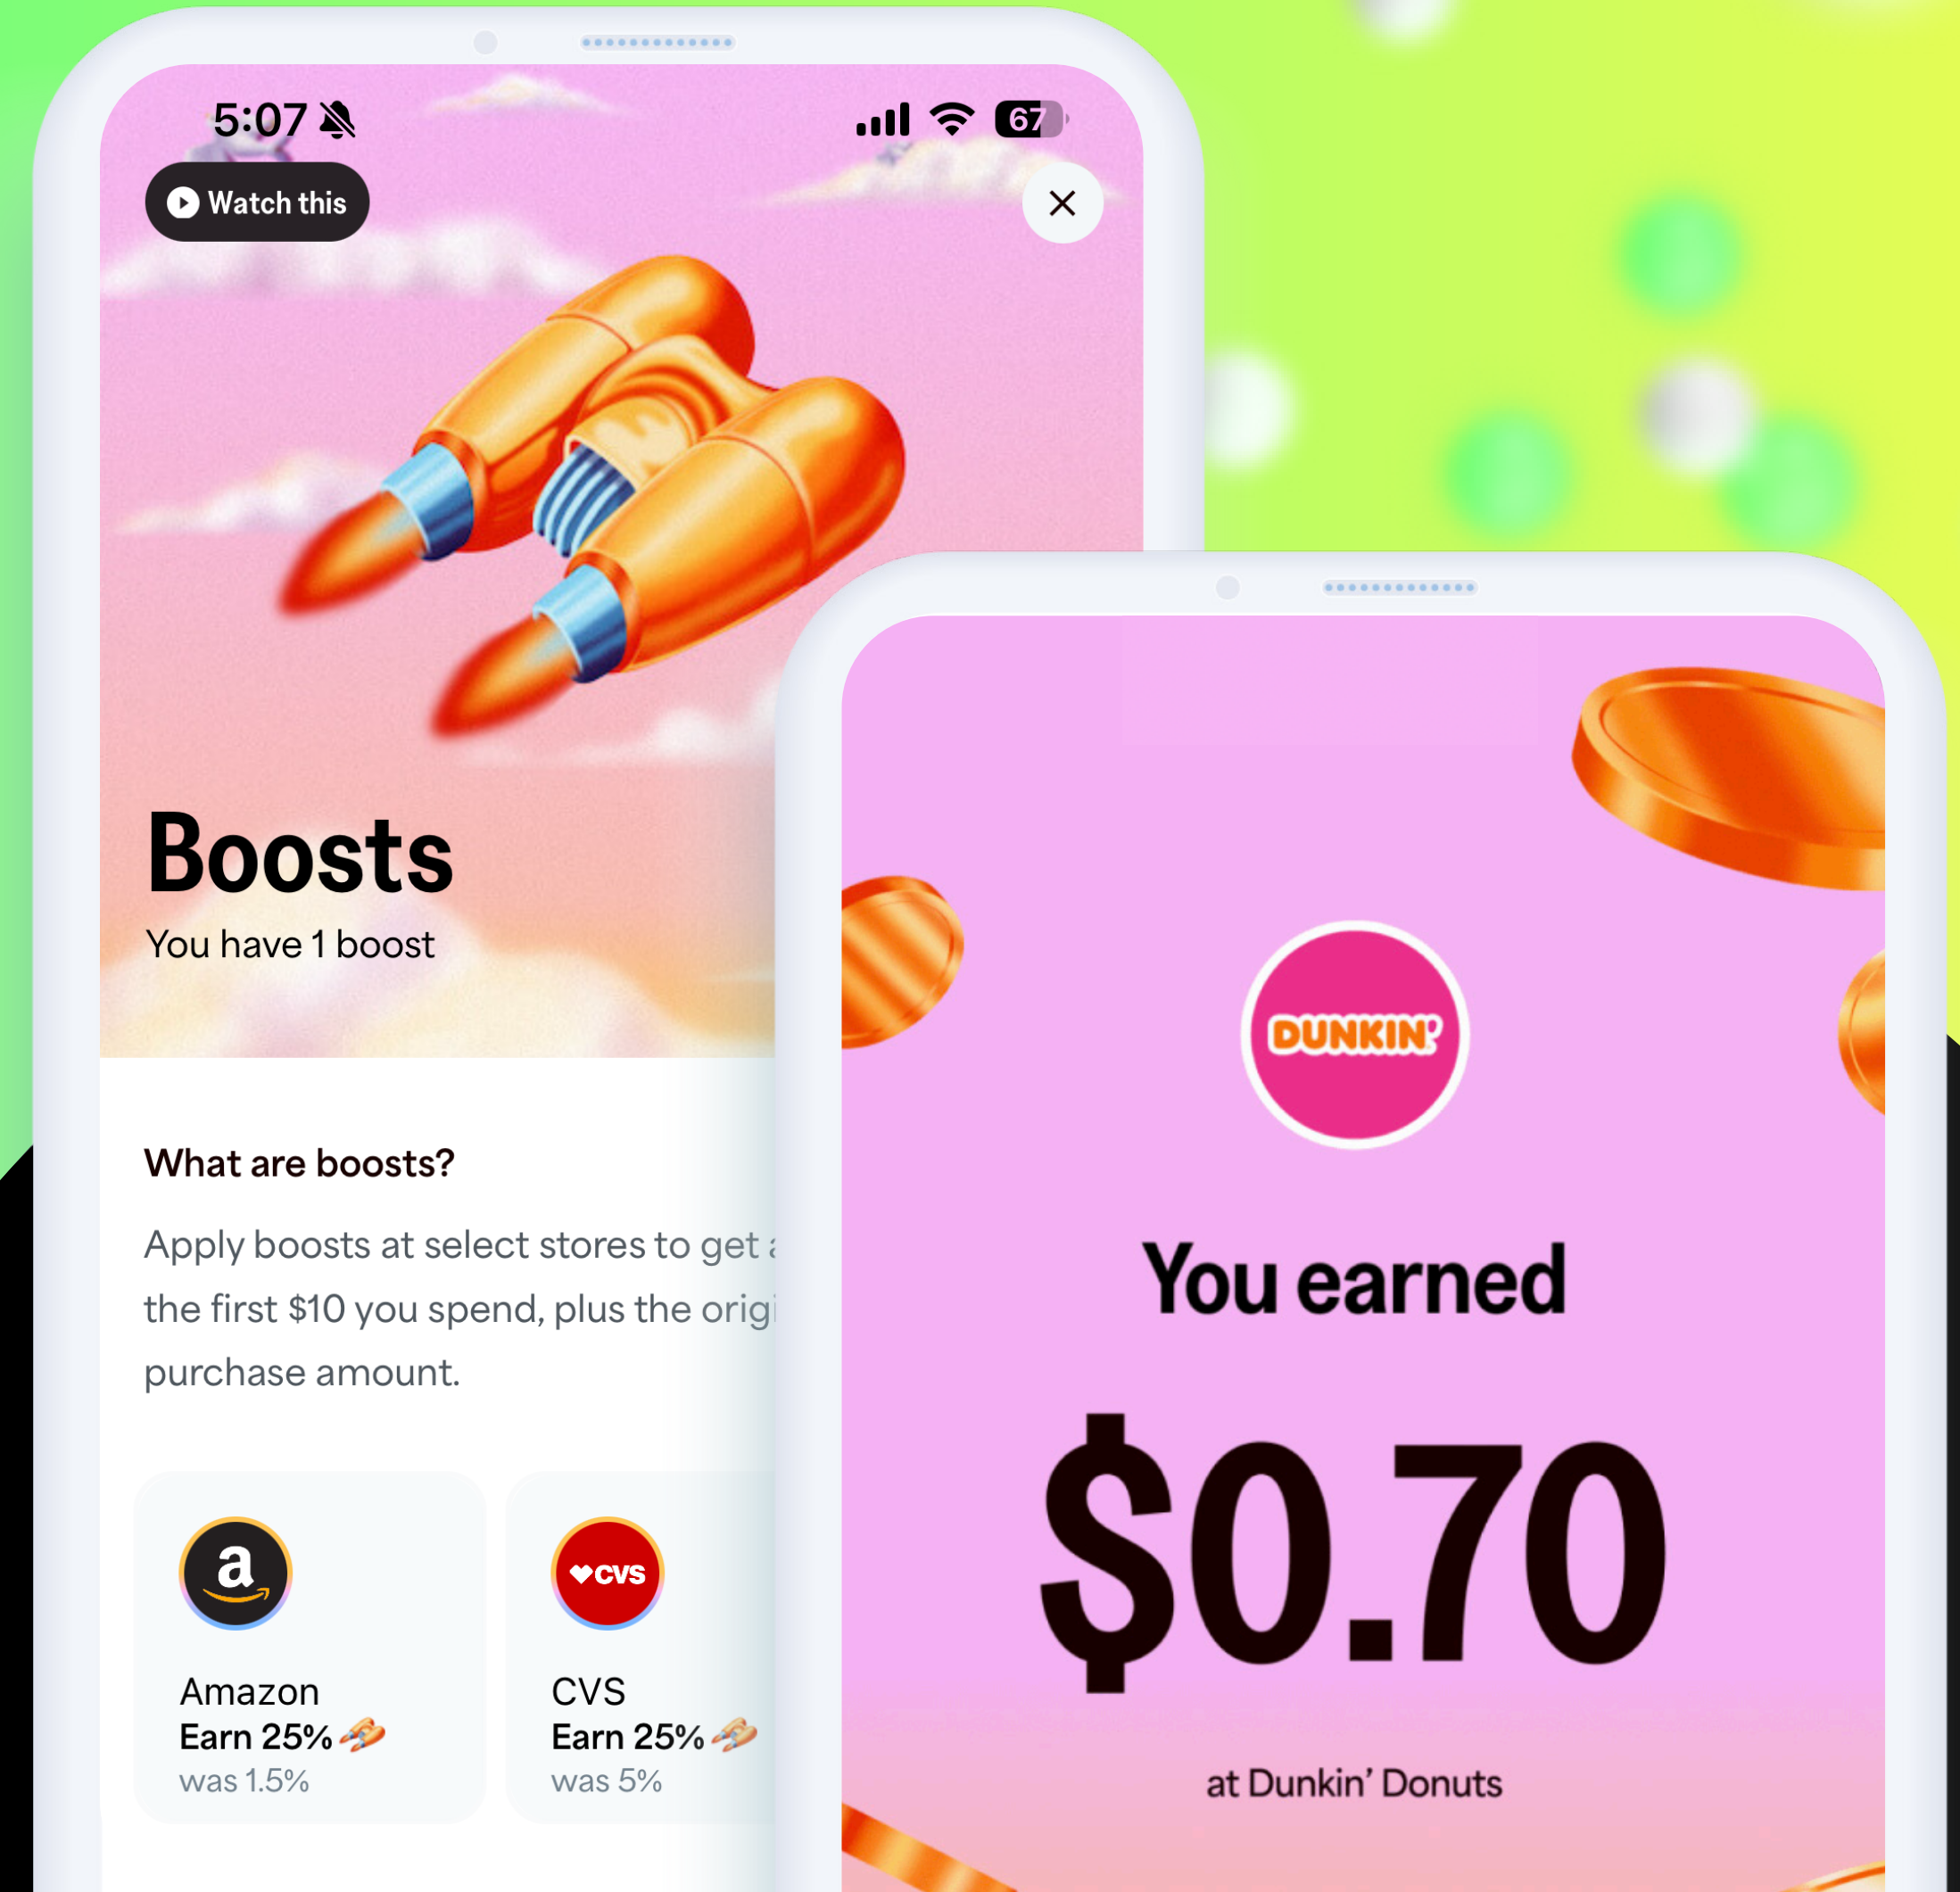 5:07
67
Watch this
Boosts
You have 1 boost
What are boosts?
Apply boosts at select stores to get
the first $10 you spend, plus the
purchase amount.
a
Amazon
Earn 25%
was 1.5%
CVS
CVS
Earn 25%
was 5%
DUNKIN'
You earned
$0.70
at Dunkin' Donuts